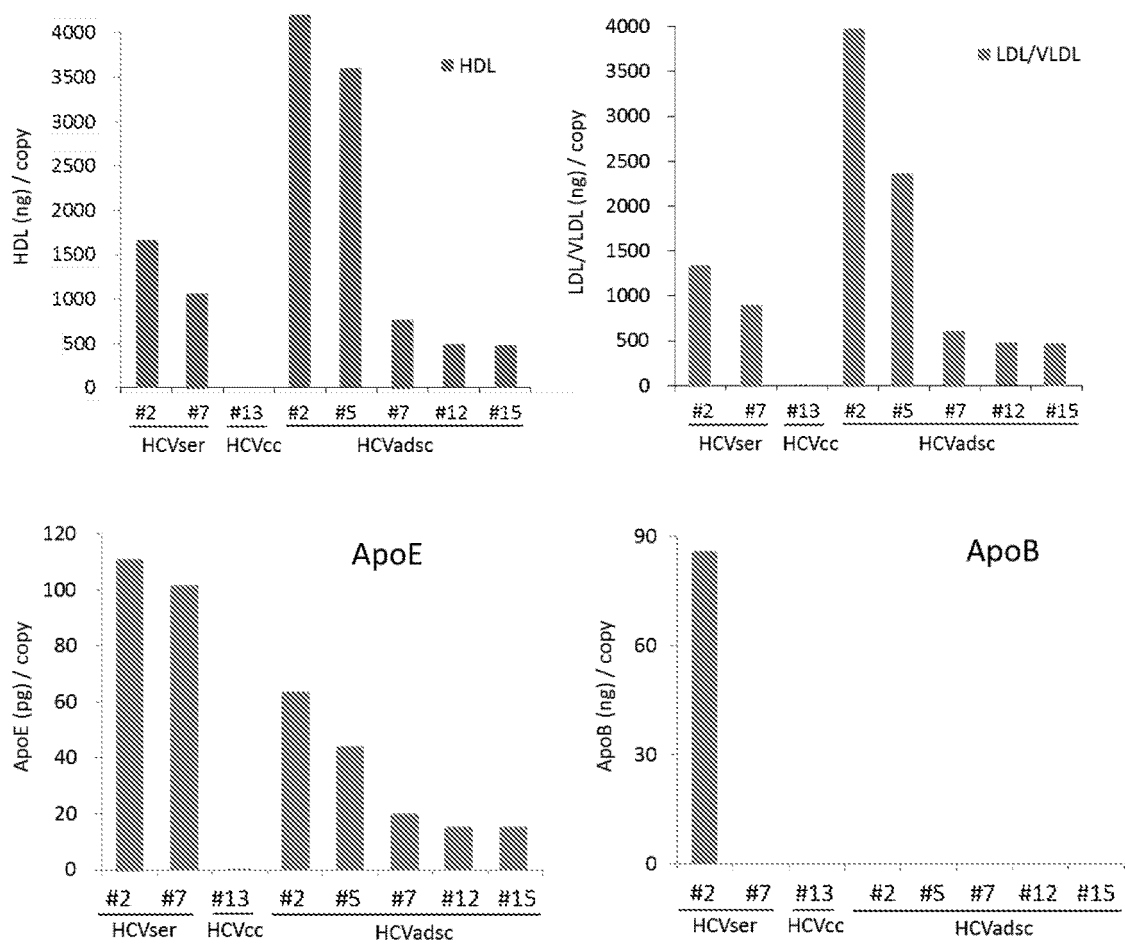 4000
3500
3000
2500
2000
1500
1000
500
0
HDL (ng) / copy
HDL
#2 #7 #13 #2 #5 #7 #12 #15
HCVser HCVcc HCVadsc
4000
3500
3000
2500
2000
1500
1000
500
0
LDL/VLDL (ng) / copy
LDL/VLDL
#2 #7 #13 #2 #5 #7 #12 #15
HCVser HCVcc HCVadsc
120
100
80
60
40
20
0
ApoE (pg) / copy
ApoE
#2 #7 #13 #2 #5 #7 #12 #15
HCVser HCVcc HCVadsc
90
60
30
0
ApoB (ng) / copy
ApoB
#2 #7 #13 #2 #5 #7 #12 #15
HCVser HCVcc HCVadsc